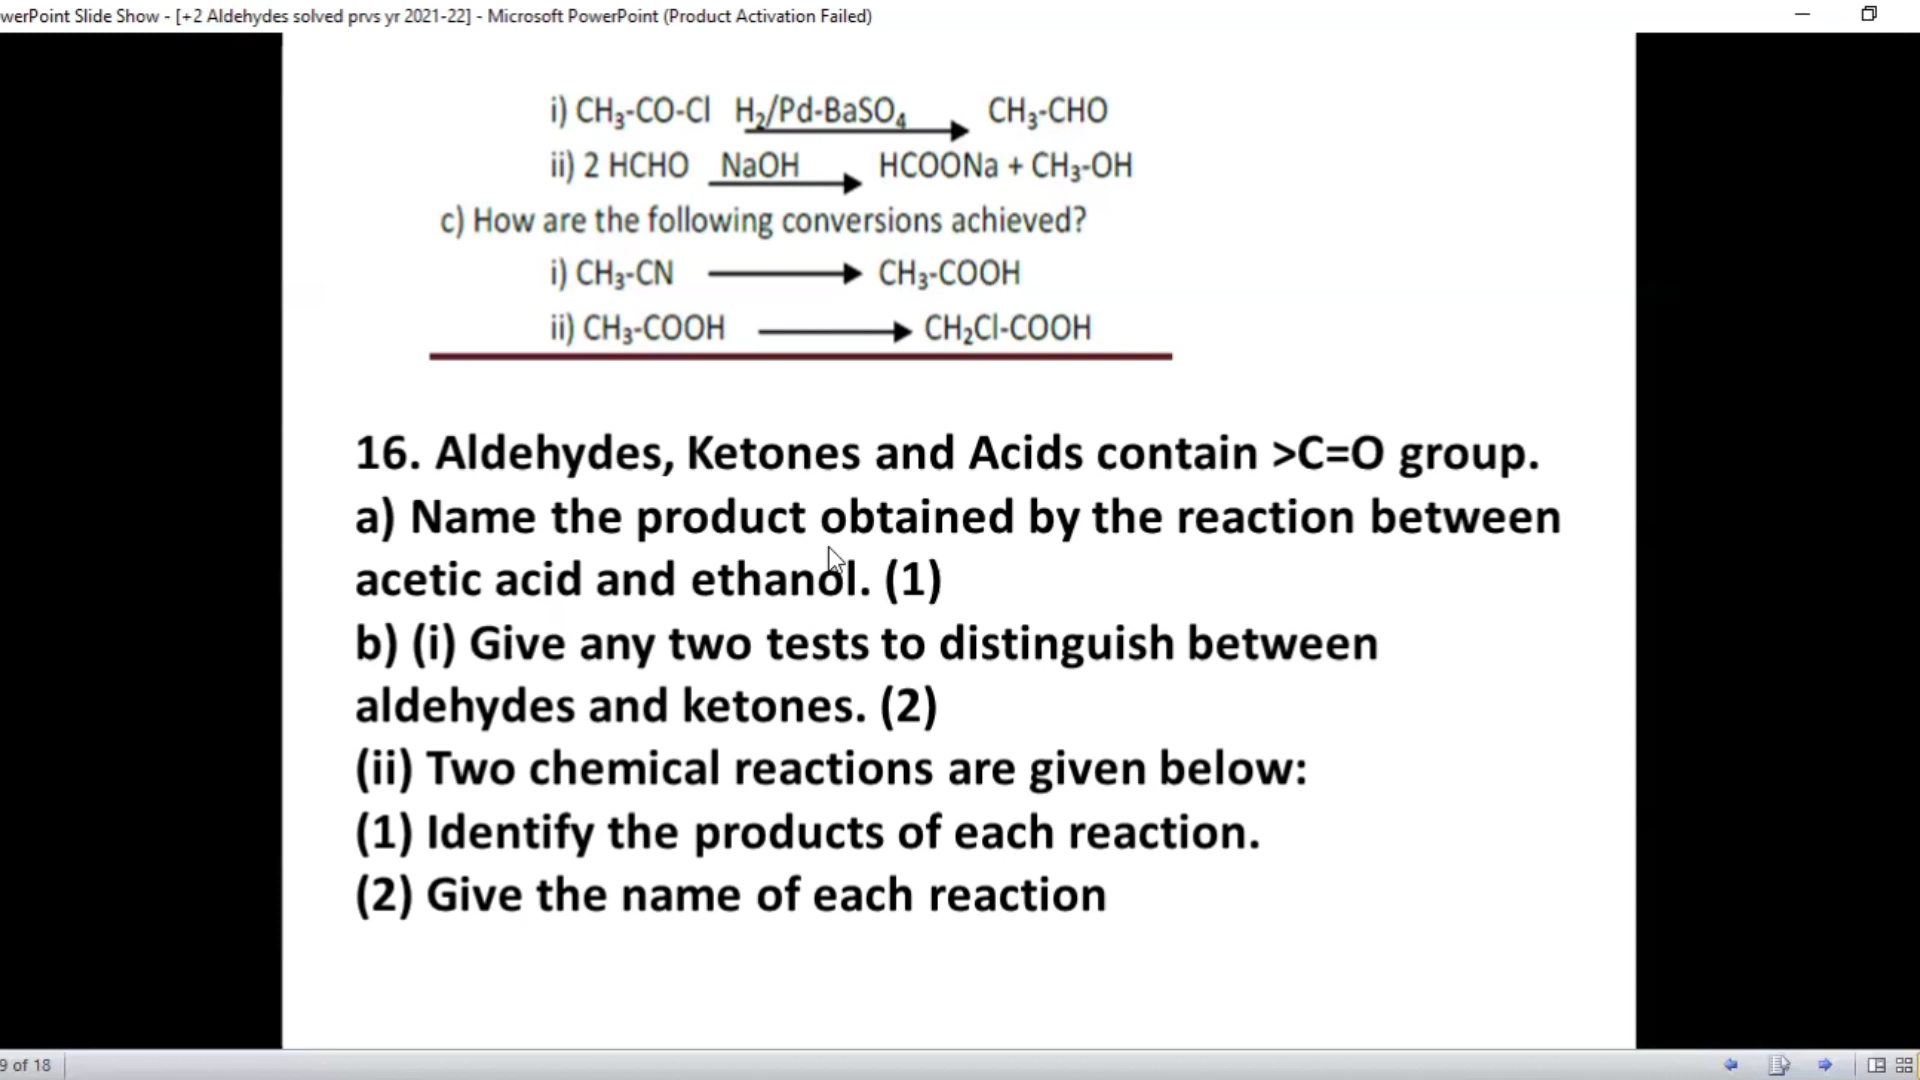 werPoint Slide Show - [+2 Aldehydes solved prvs yr 2021-22] - Microsoft PowerPoint (Product Activation Failed)
i) CH₃-CO-Cl H₂/Pd-BaSO₄ CH₃-CHO
ii) 2 HCHO NaOH HCOONa + CH₃-OH
c) How are the following conversions achieved?
i) CH₃-CN CH₃-COOH
ii) CH₃-COOH CH₂Cl-COOH
16. Aldehydes, Ketones and Acids contain >C=O group.
a) Name the product obtained by the reaction between
acetic acid and ethanol. (1)
b) (i) Give any two tests to distinguish between
aldehydes and ketones. (2)
(ii) Two chemical reactions are given below:
(1) Identify the products of each reaction.
(2) Give the name of each reaction
9 of 18